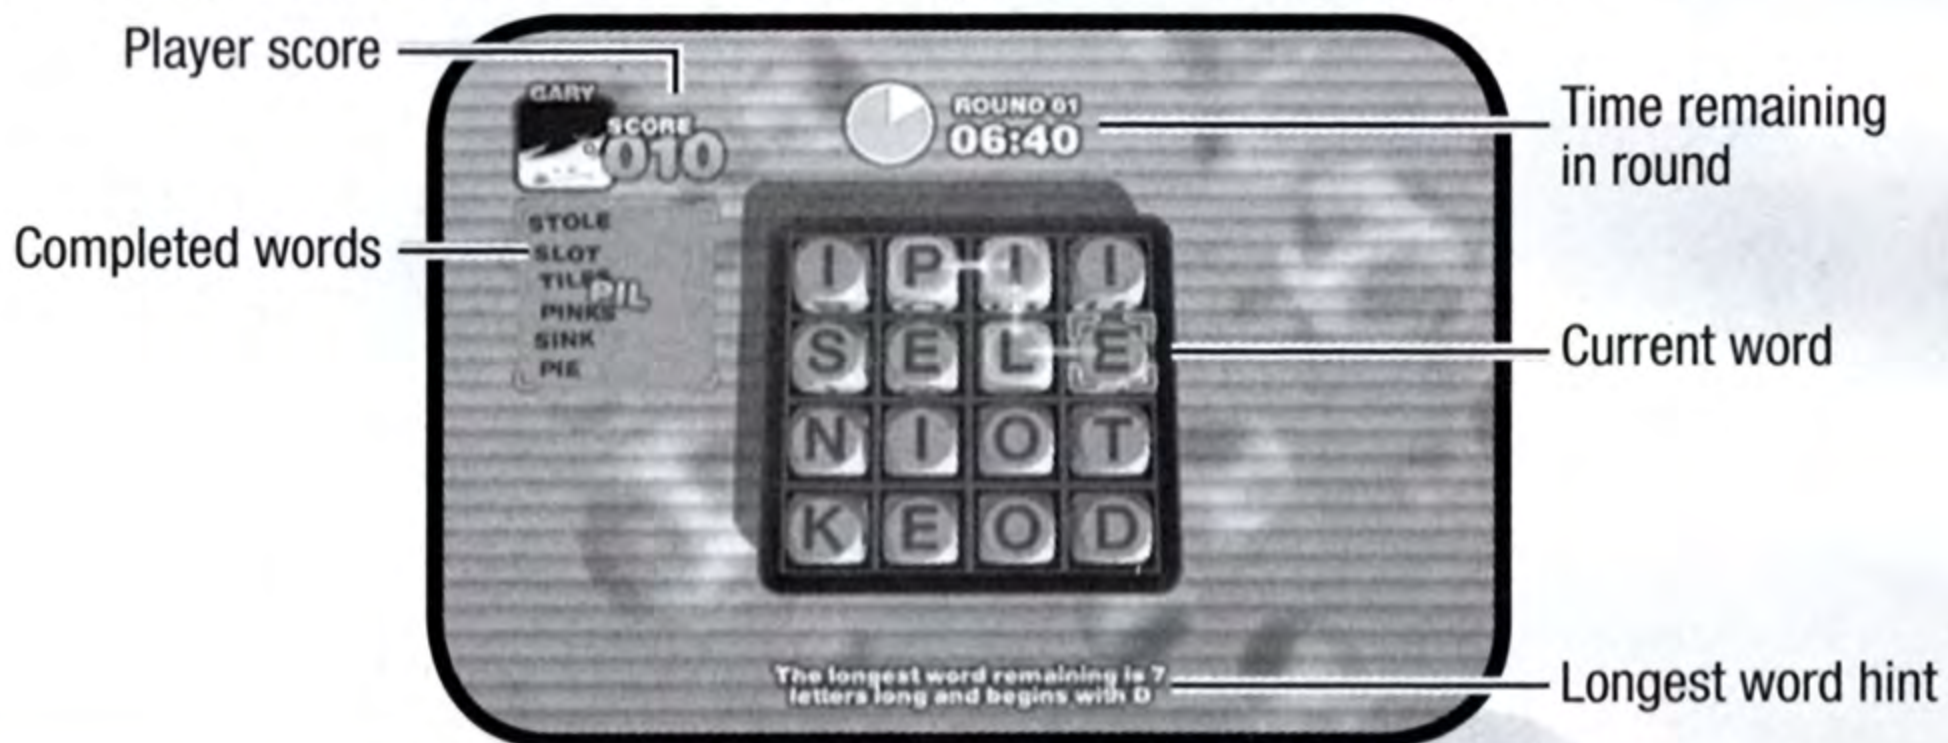 Player score
GARY
SCORE
010
ROUND 01
06:40
Time remaining
in round
Completed words
STOLE
SLOT
PIL
PINKS
SINK
PIE
I P I I
S E L E
N I O T
K E O D
Current word
The longest word remaining is 7
letters long and begins with D
Longest word hint